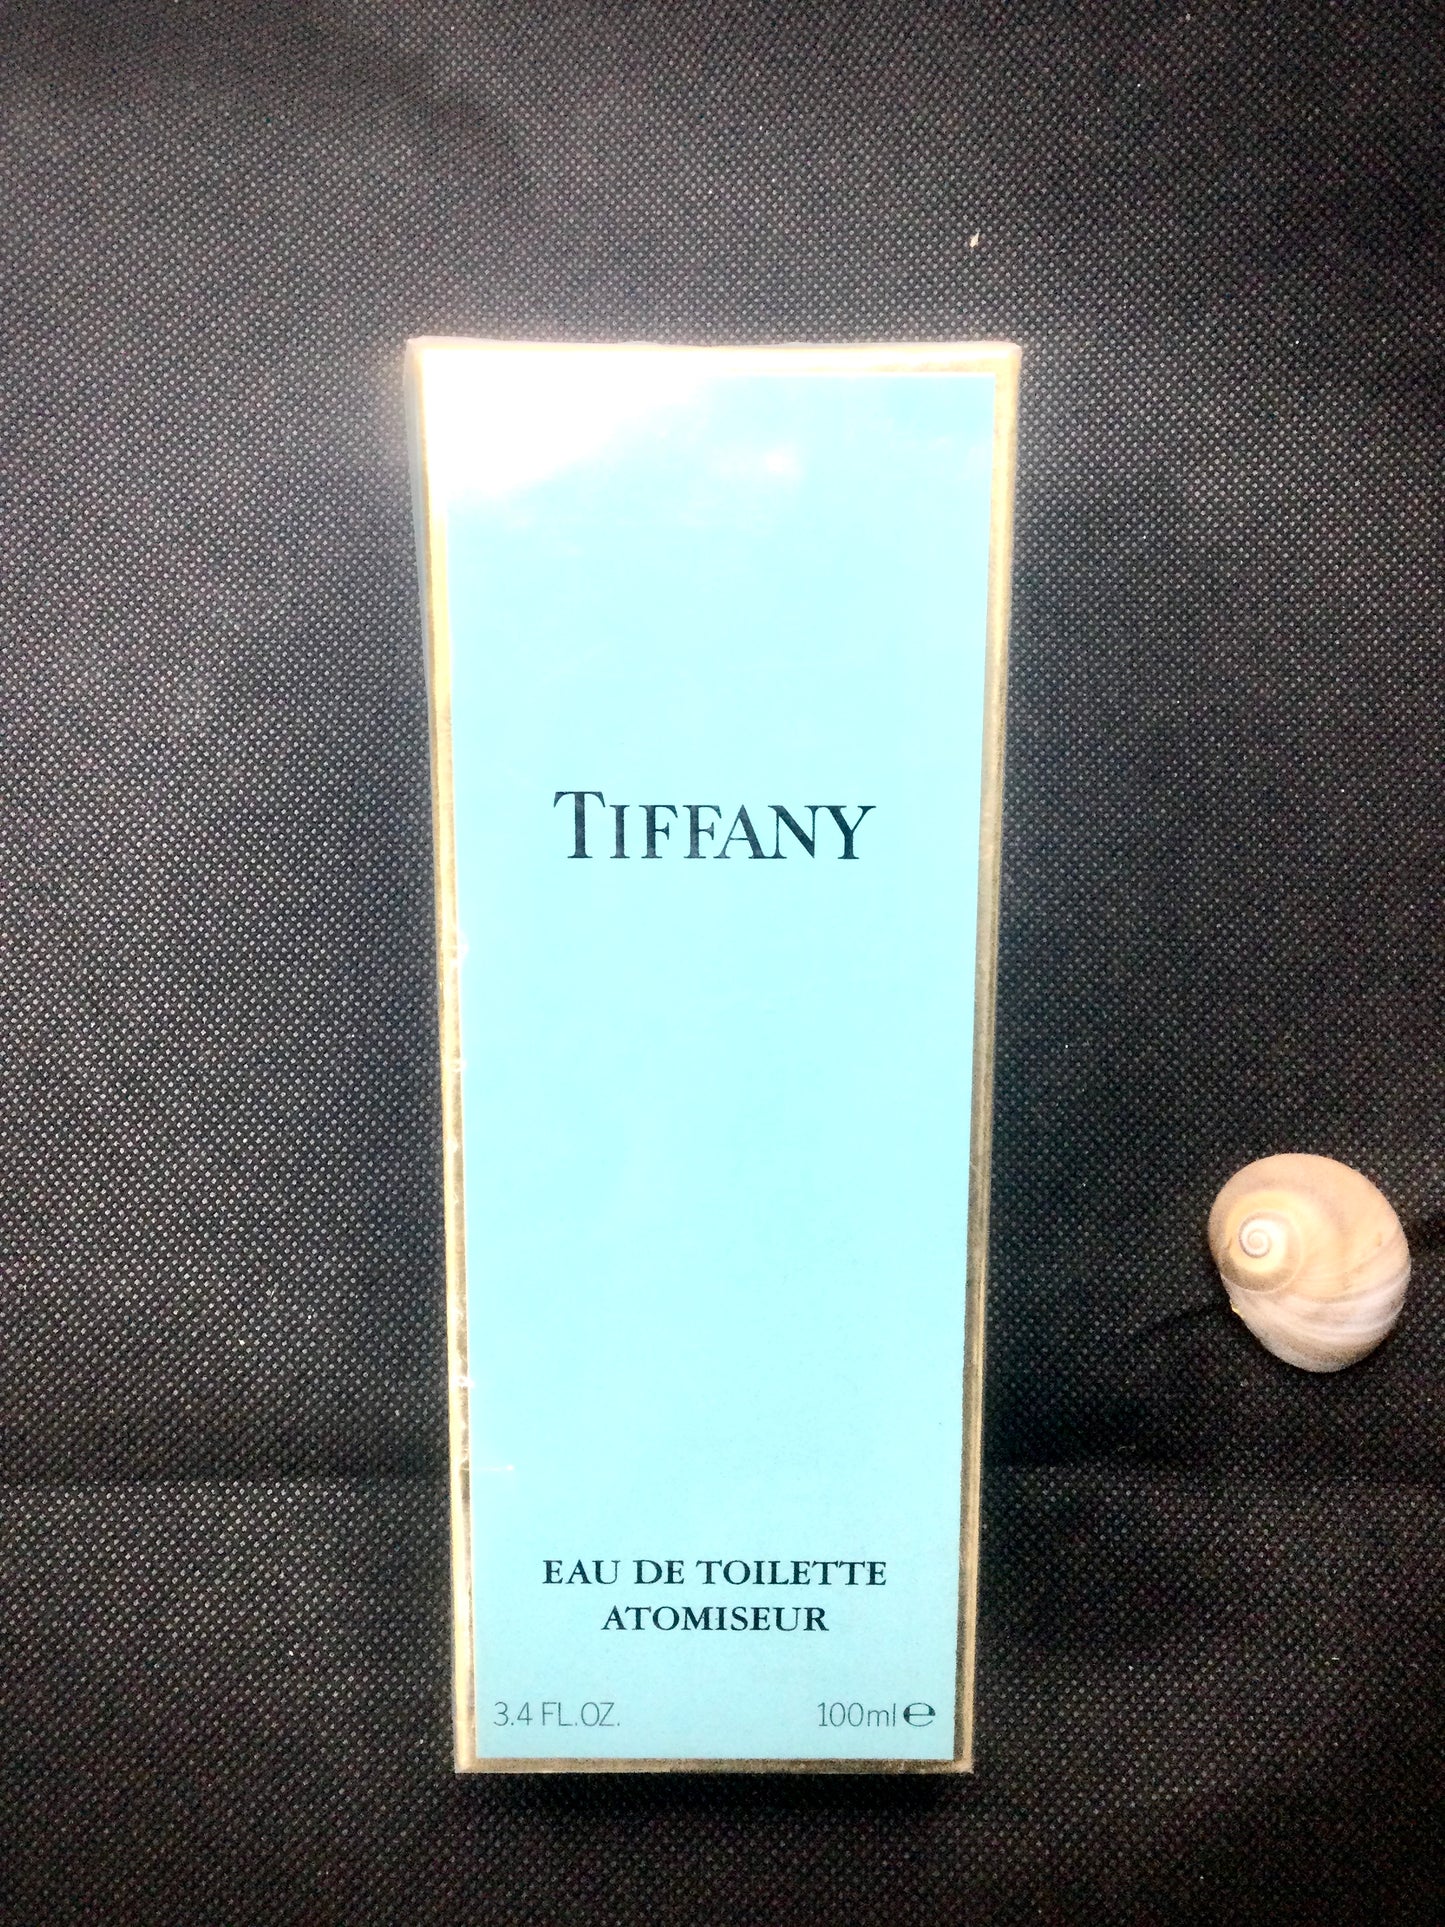 TIFFANY
EAU DE TOILETTE
ATOMISEUR
3.4 FL.OZ. 100ml ℮